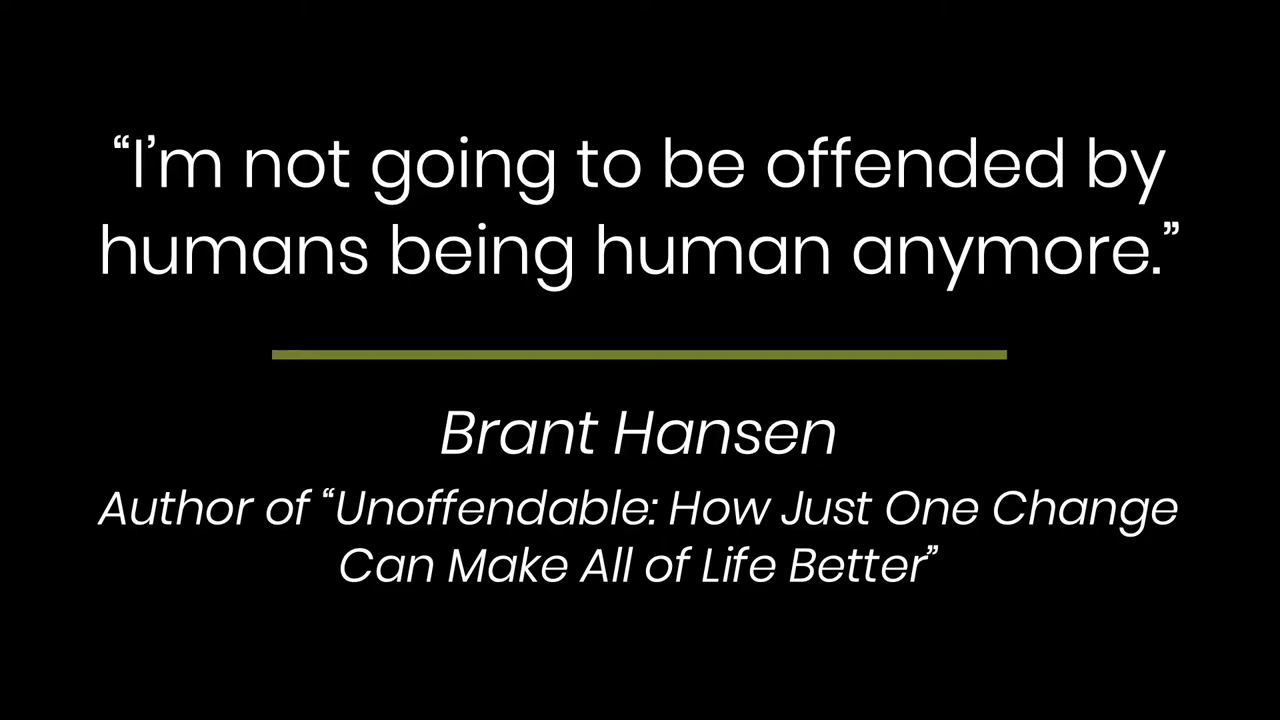 “I’m not going to be offended by
humans being human anymore.”
Brant Hansen
Author of “Unoffendable: How Just One Change
Can Make All of Life Better”